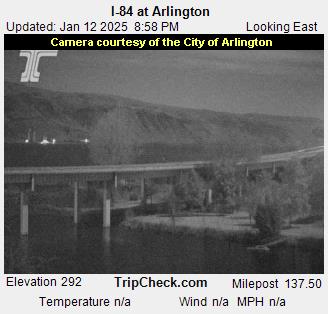 I-84 at Arlington
Updated: Jan 12 2025 8:58 PM Looking East
Camera courtesy of the City of Arlington
Elevation 292 TripCheck.com Milepost 137.50
Temperature n/a Wind n/a MPH n/a